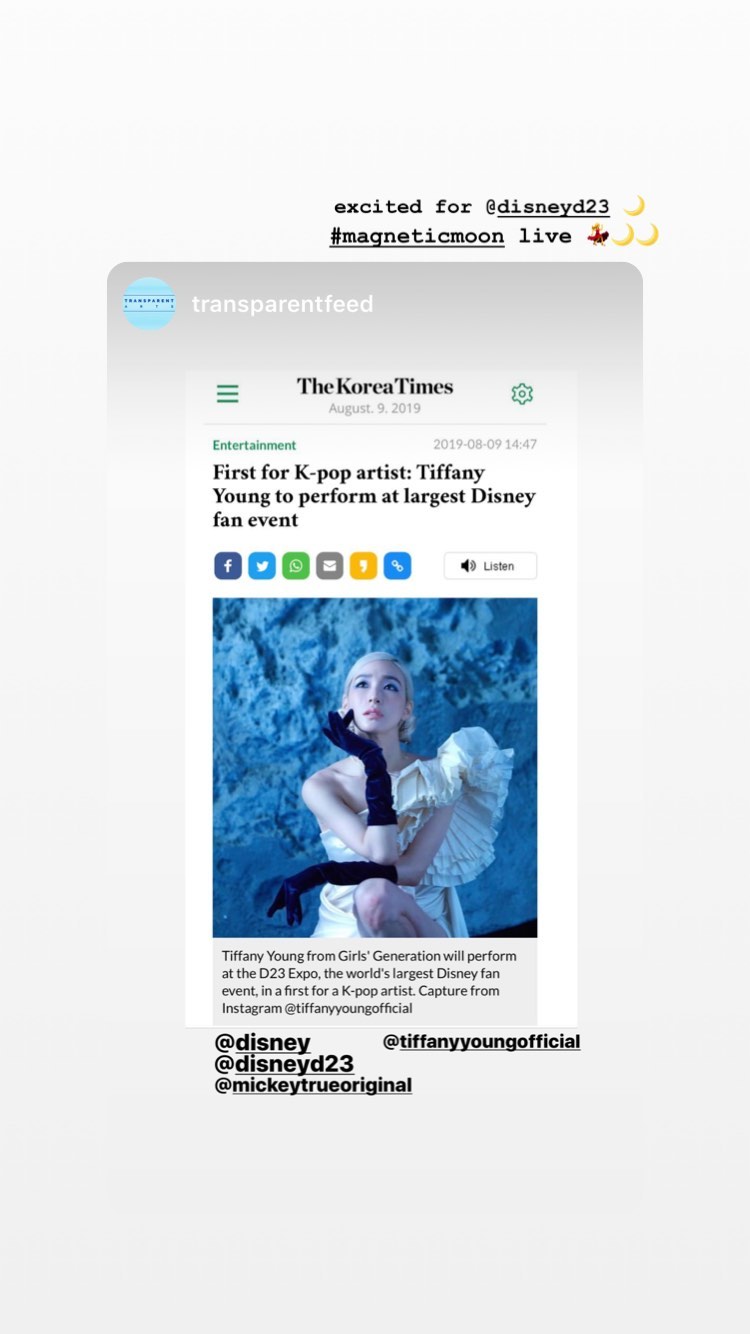 excited for @disneyd23 🌙
#magneticmoon live 💃🌙🌙
TRANSPARENT
ARTS
transparentfeed
The Korea Times
August. 9. 2019
Entertainment
2019-08-09 14:47
First for K-pop artist: Tiffany
Young to perform at largest Disney
fan event
Listen
Tiffany Young from Girls' Generation will perform
at the D23 Expo, the world's largest Disney fan
event, in a first for a K-pop artist. Capture from
Instagram @tiffanyyoungofficial
@disney
@tiffanyyoungofficial
@disneyd23
@mickeytrueoriginal